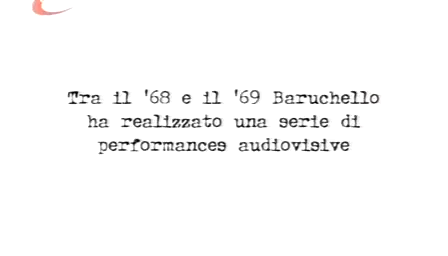 Tra il '68 e il '69 Baruchello
ha realizzato una serie di
performances audiovisive